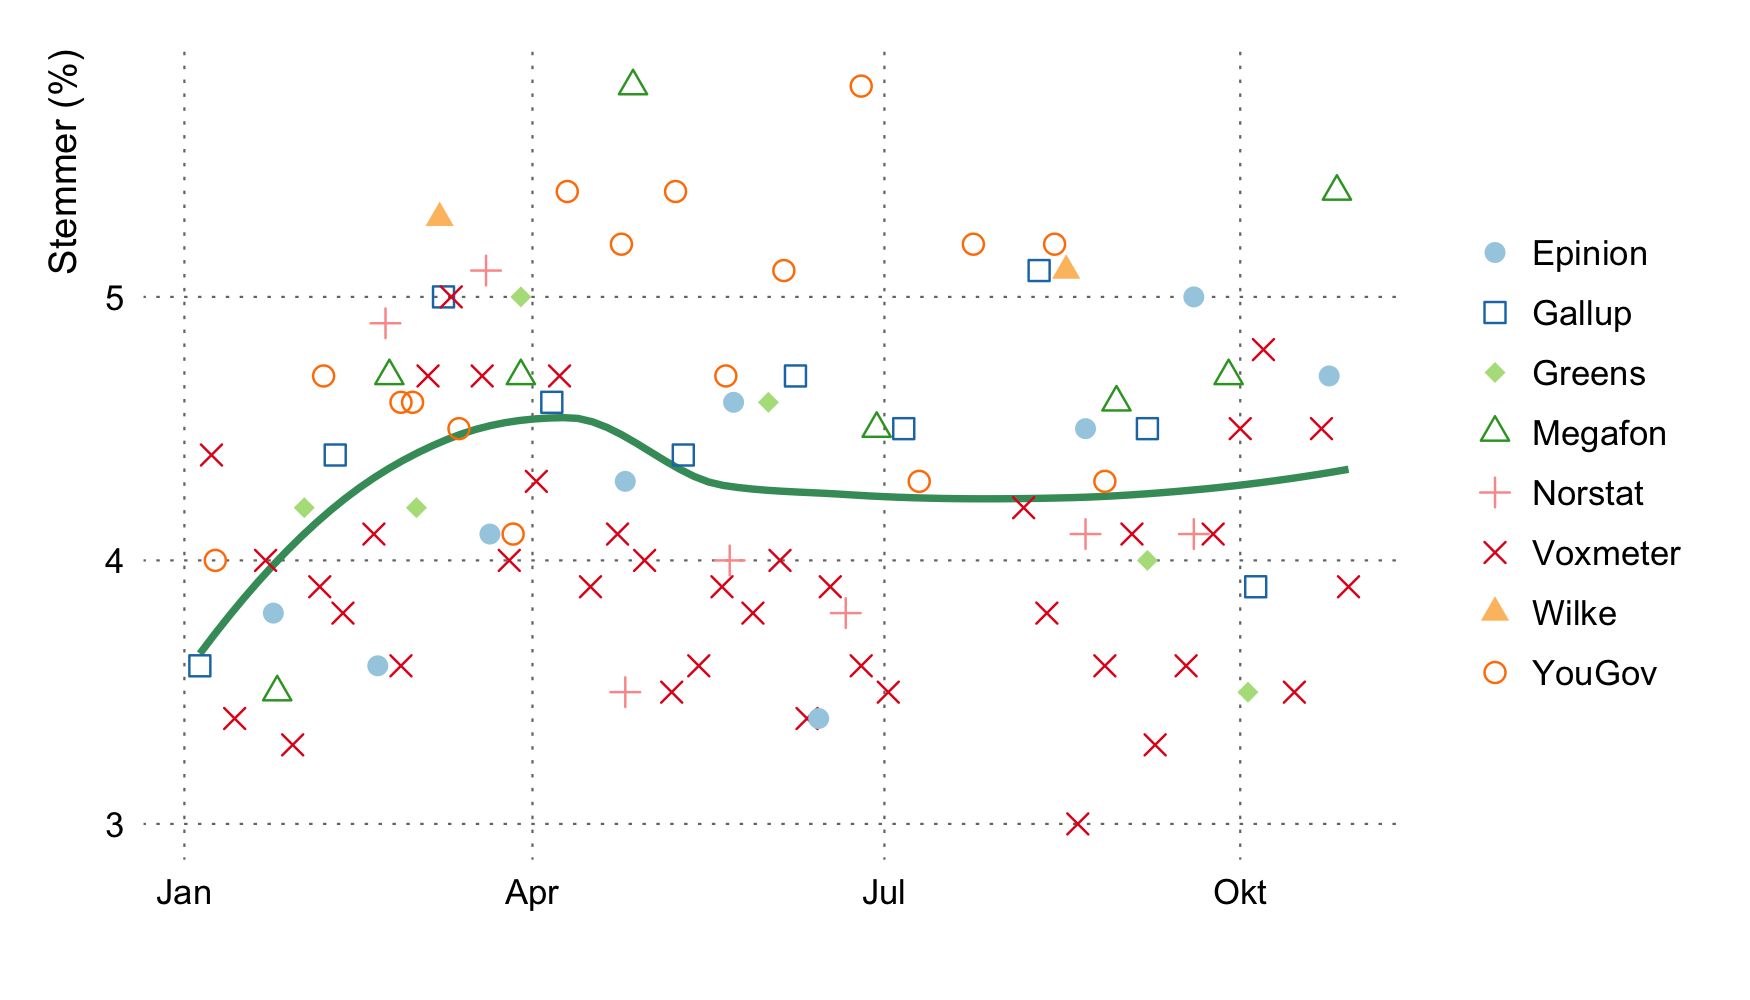 Stemmer (%)
5
4
3
Jan
Apr
Jul
Okt
Epinion
Gallup
Greens
Megafon
Norstat
Voxmeter
Wilke
YouGov